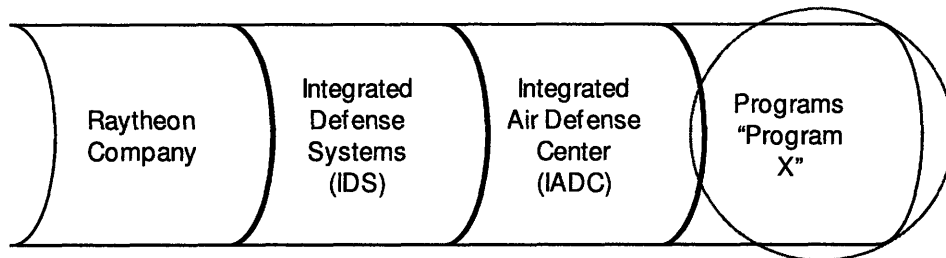 Raytheon
Company
Integrated
Defense
Systems
(IDS)
Integrated
Air Defense
Center
(IADC)
Programs
“Program
X”